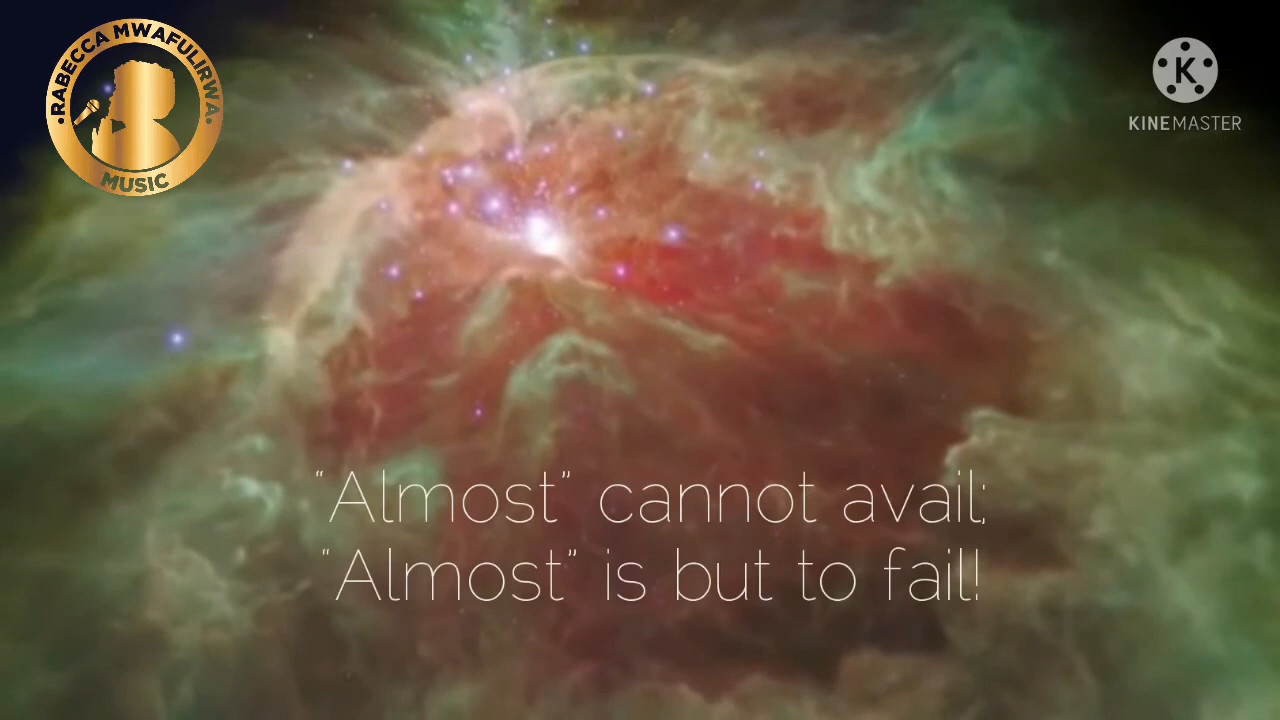 ·RABECCA MWAFULIRWA·
MUSIC
K
KINEMASTER
“Almost” cannot avail;
“Almost” is but to fail!